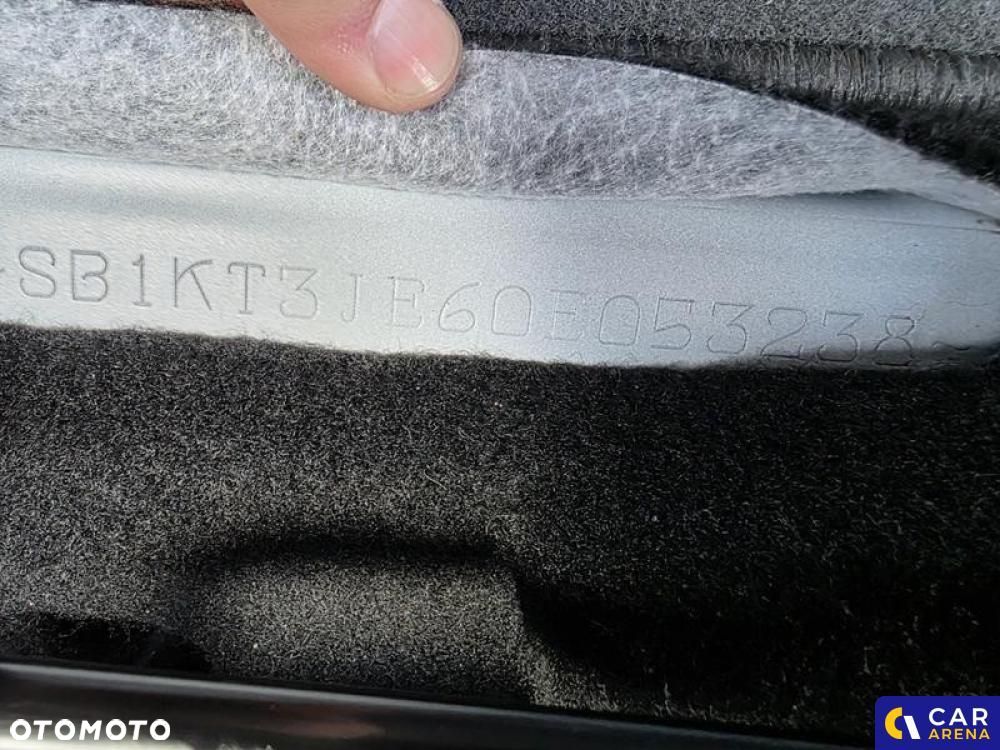 SB1KT3JE60E053238
OTOMOTO
CAR
ARENA